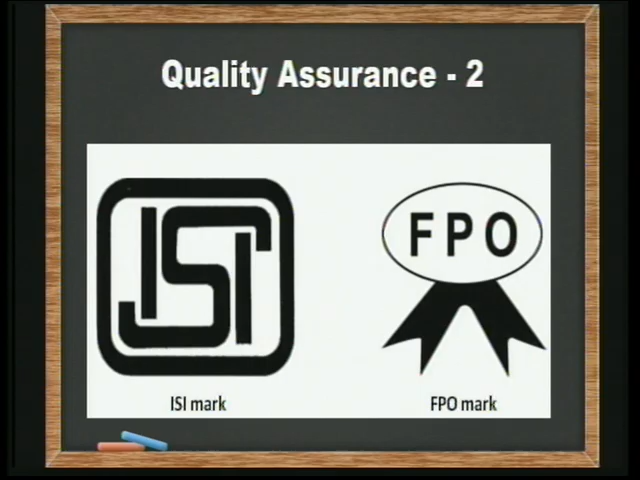 Quality Assurance - 2
ISI
FPO
ISI mark
FPO mark